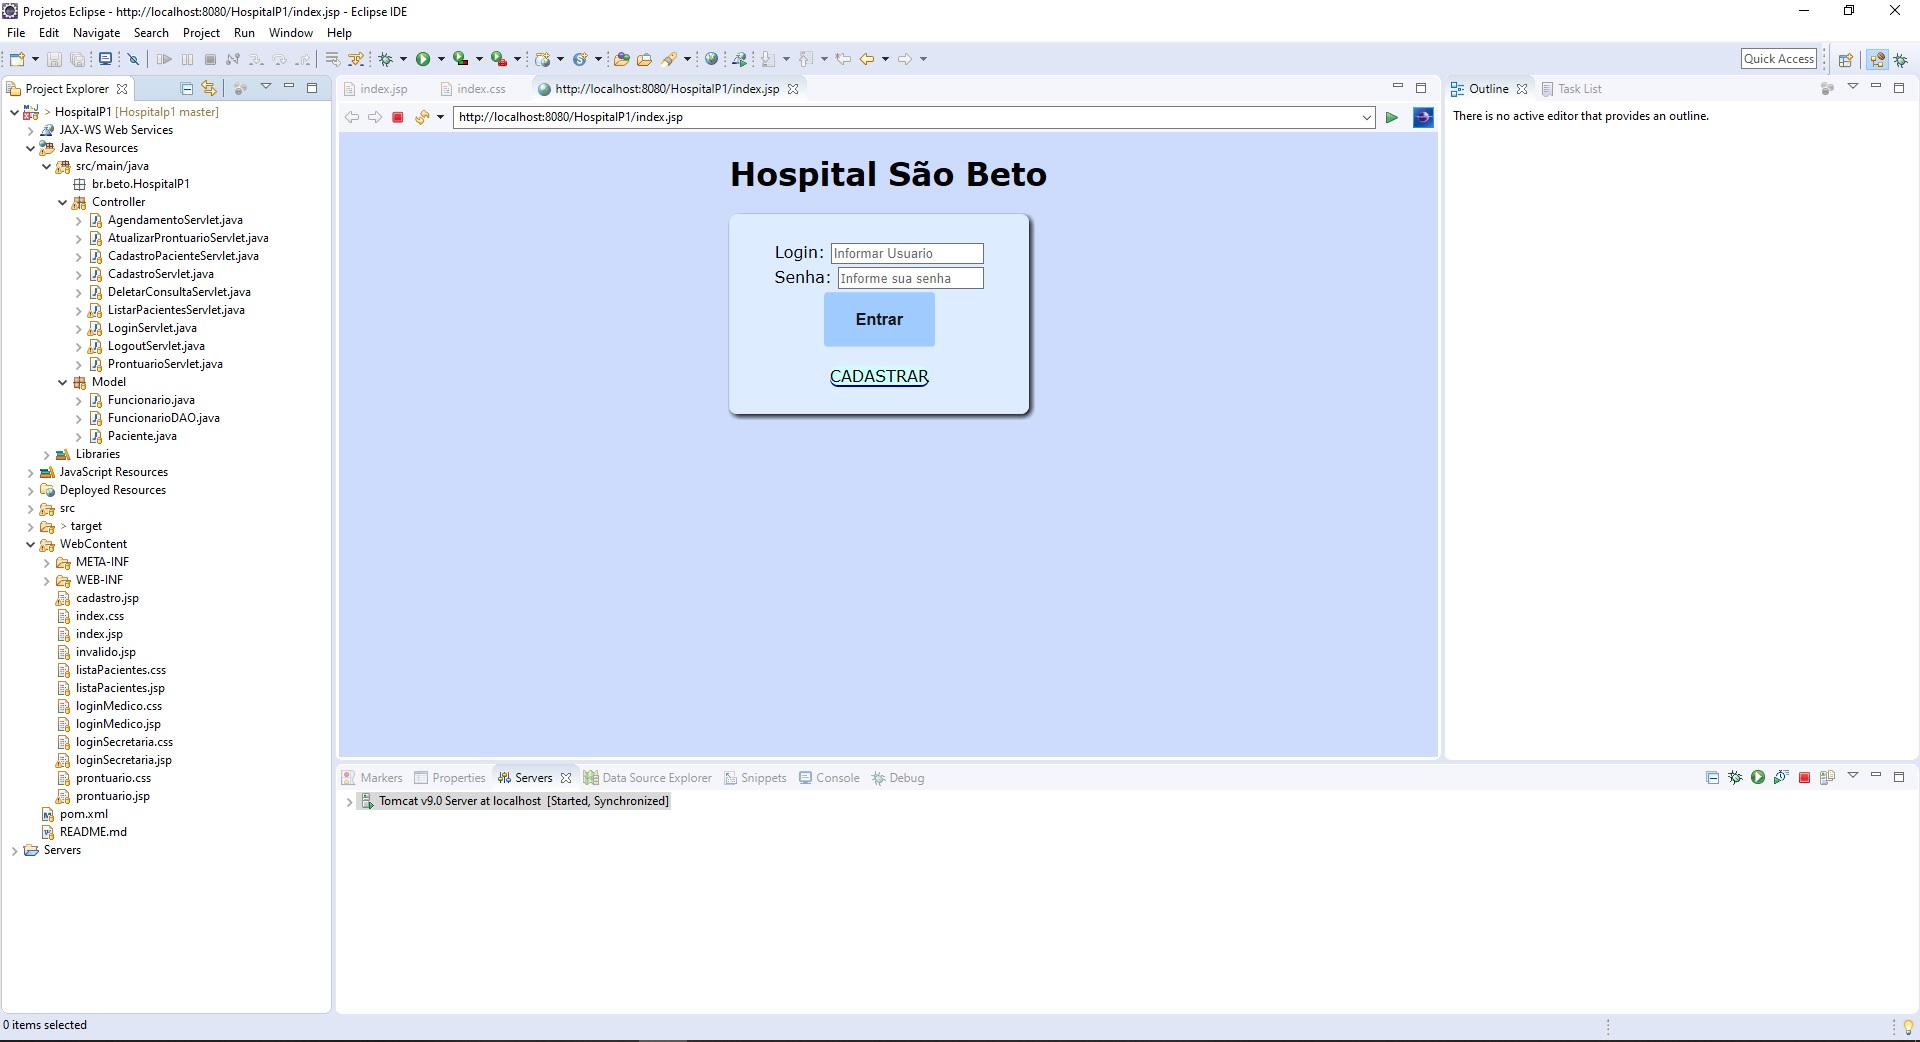 Projetos Eclipse - http://localhost:8080/HospitalP1/index.jsp - Eclipse IDE
File Edit Navigate Search Project Run Window Help
Quick Access
Project Explorer
> HospitalP1 [Hospitalp1 master]
JAX-WS Web Services
Java Resources
src/main/java
br.beto.HospitalP1
Controller
AgendamentoServlet.java
AtualizarProntuarioServlet.java
CadastroPacienteServlet.java
CadastroServlet.java
DeletarConsultaServlet.java
ListarPacientesServlet.java
LoginServlet.java
LogoutServlet.java
ProntuarioServlet.java
Model
Funcionario.java
FuncionarioDAO.java
Paciente.java
Libraries
JavaScript Resources
Deployed Resources
src
> target
WebContent
META-INF
WEB-INF
cadastro.jsp
index.css
index.jsp
invalido.jsp
listaPacientes.css
listaPacientes.jsp
loginMedico.css
loginMedico.jsp
loginSecretaria.css
loginSecretaria.jsp
prontuario.css
prontuario.jsp
pom.xml
README.md
Servers
index.jsp index.css http://localhost:8080/HospitalP1/index.jsp
http://localhost:8080/HospitalP1/index.jsp
Hospital São Beto
Login: Informar Usuario
Senha: Informe sua senha
Entrar
CADASTRAR
Outline Task List
There is no active editor that provides an outline.
Markers Properties Servers Data Source Explorer Snippets Console Debug
Tomcat v9.0 Server at localhost [Started, Synchronized]
0 items selected